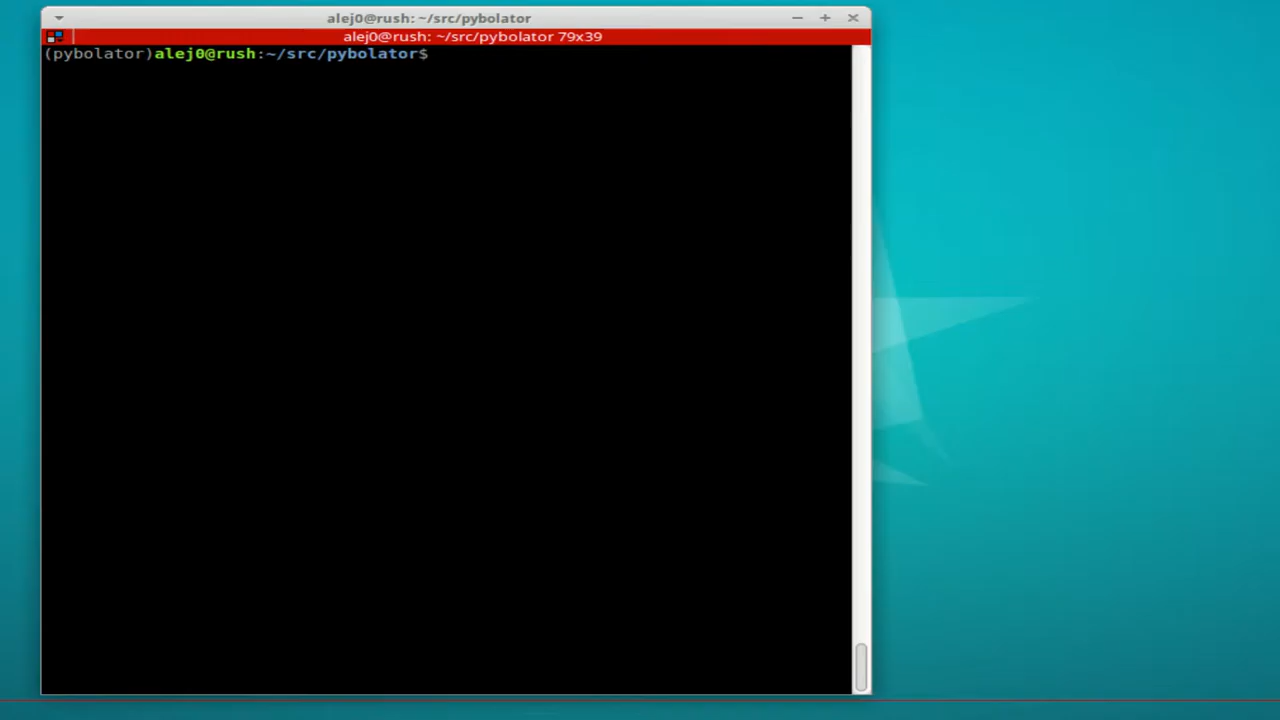 alej0@rush: ~/src/pybolator
alej0@rush: ~/src/pybolator 79x39
(pybolator)alej0@rush:~/src/pybolator$